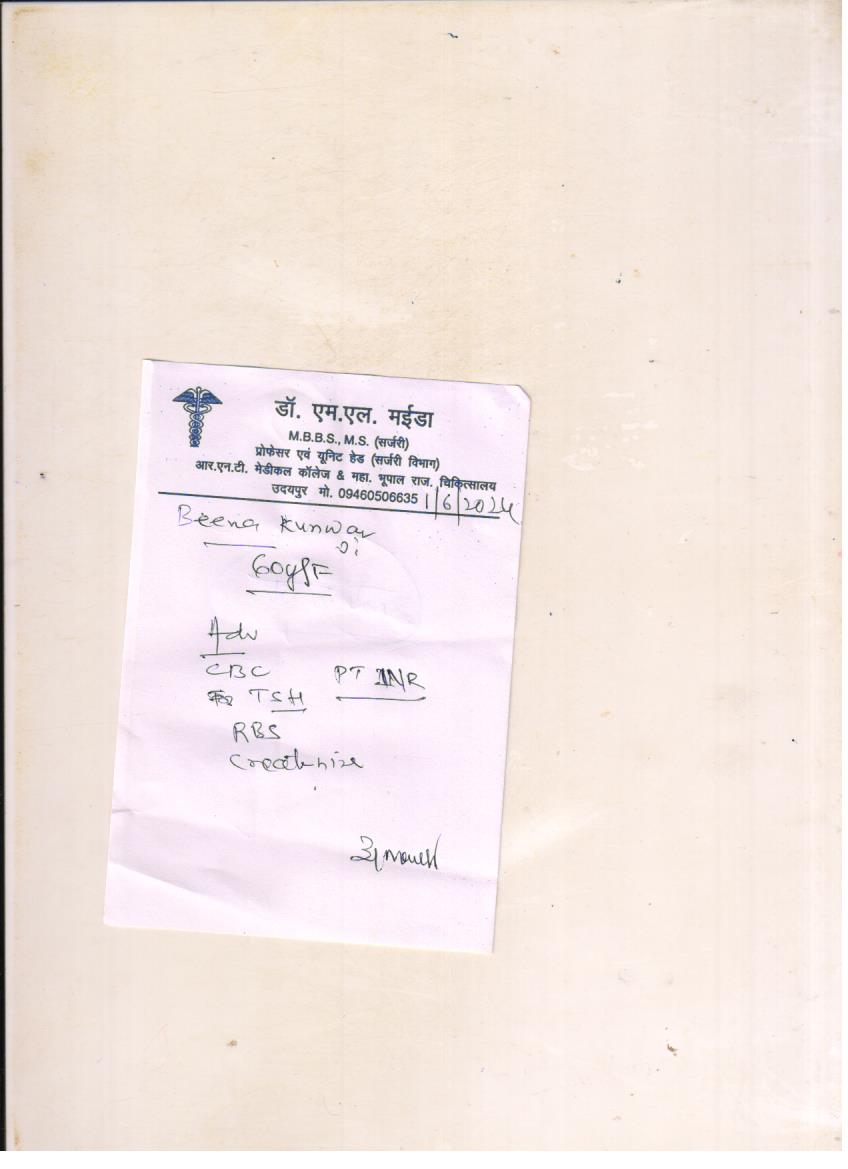 डॉ. एम.एल. मईडा
M.B.B.S., M.S. (सर्जरी)
प्रोफेसर एवं यूनिट हेड (सर्जरी विभाग)
आर.एन.टी. मेडीकल कॉलेज & महा. भूपाल राज. चिकित्सालय
उदयपुर मो. 09460506635 1/6/2024
Beena Kunwar
60y/F
Adv
CBC PT INR
TSH
RBS
Creatinine